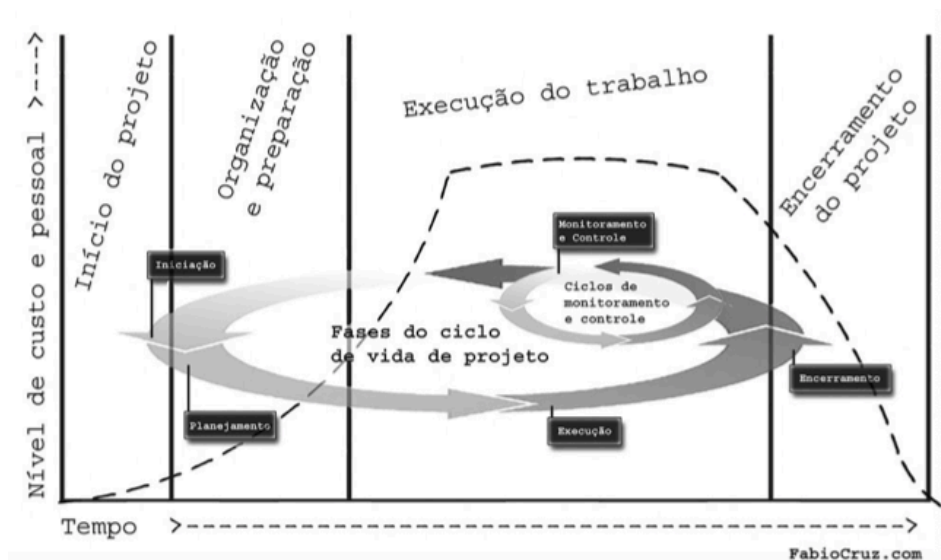 Nível de custo e pessoal >---->
Início do projeto
Organização
e preparação
Execução do trabalho
Encerramento
do projeto
Iniciação
Monitoramento
e Controle
Ciclos de
monitoramento
e controle
Fases do ciclo
de vida de projeto
Encerramento
Planejamento
Execução
Tempo >---------------------------------------->
FabioCruz.com